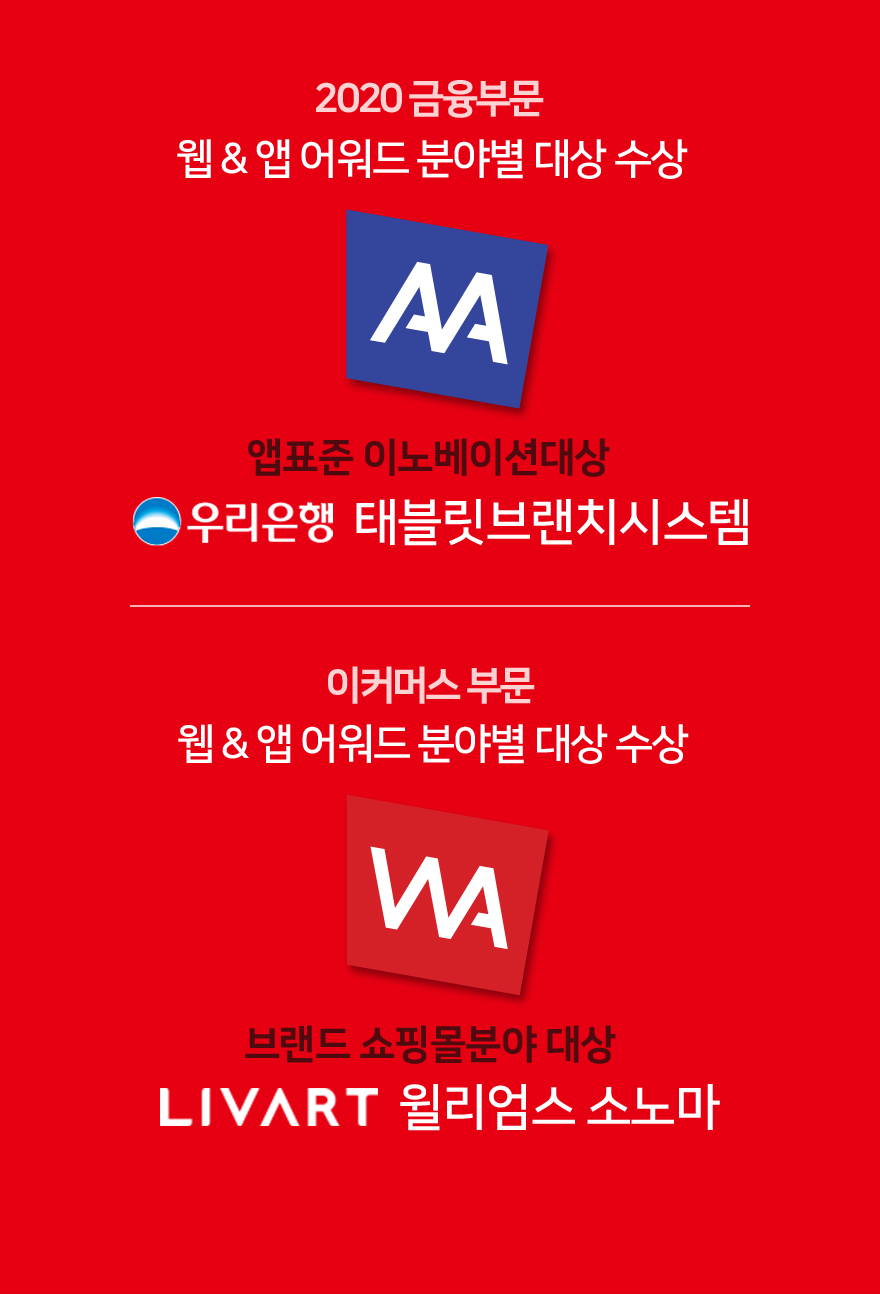 2020 금융부문
웹 & 앱 어워드 분야별 대상 수상
AA
앱표준 이노베이션대상
우리은행 태블릿브랜치시스템
이커머스 부문
웹 & 앱 어워드 분야별 대상 수상
WA
브랜드 쇼핑몰분야 대상
LIVART 윌리엄스 소노마